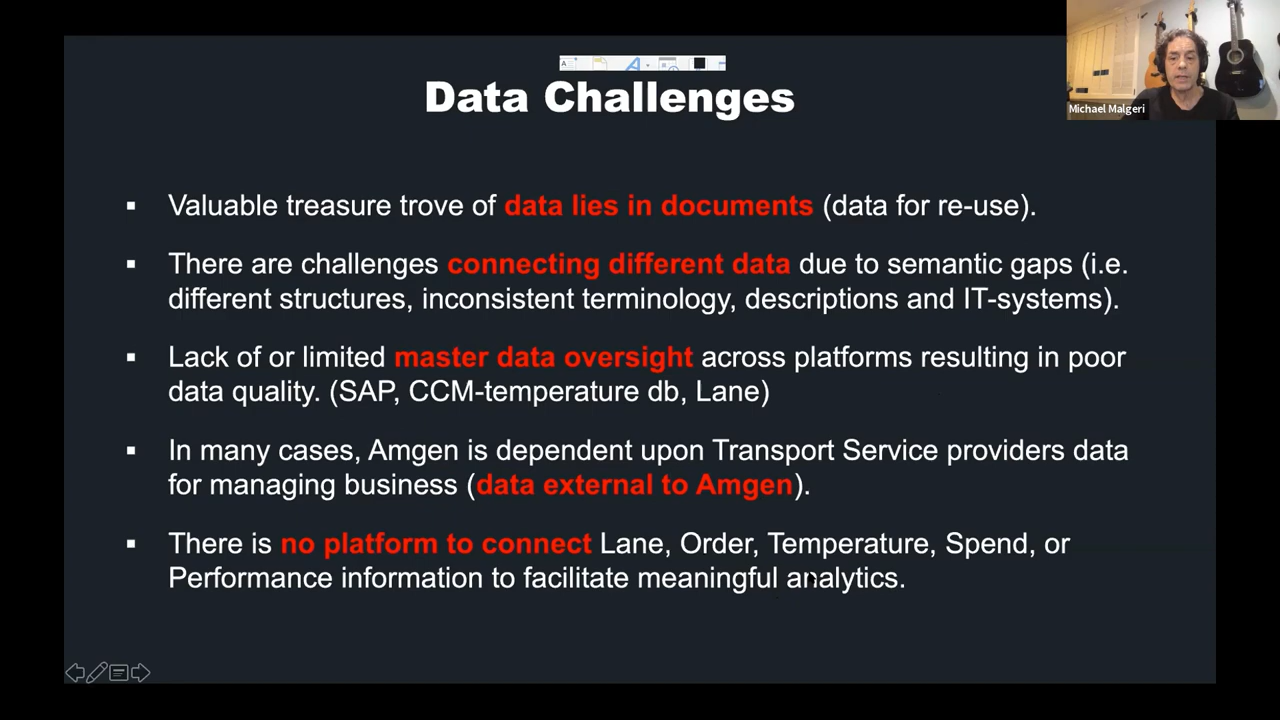 Data Challenges
Michael Malgeri
▪ Valuable treasure trove of data lies in documents (data for re-use).
▪ There are challenges connecting different data due to semantic gaps (i.e.
different structures, inconsistent terminology, descriptions and IT-systems).
▪ Lack of or limited master data oversight across platforms resulting in poor
data quality. (SAP, CCM-temperature db, Lane)
▪ In many cases, Amgen is dependent upon Transport Service providers data
for managing business (data external to Amgen).
▪ There is no platform to connect Lane, Order, Temperature, Spend, or
Performance information to facilitate meaningful analytics.